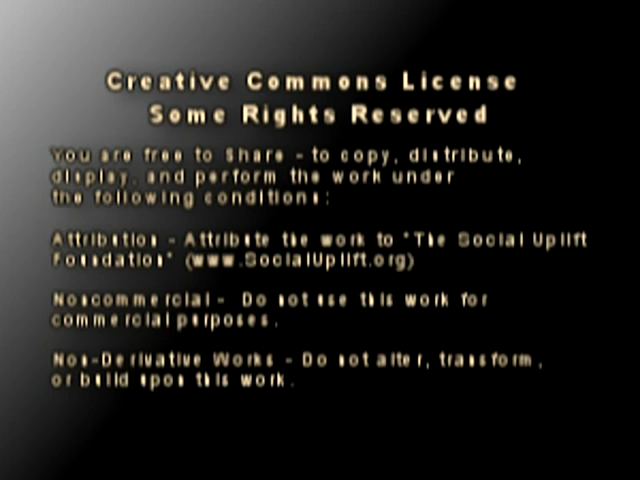 Creative Commons License
Some Rights Reserved
You are free to Share - to copy, distribute,
display, and perform the work under
the following conditions:
Attribution - Attribute the work to "The Social Uplift
Foundation" (www.SocialUplift.org)
Noncommercial - Do not use this work for
commercial purposes.
Non-Derivative Works - Do not alter, transform,
or build upon this work.